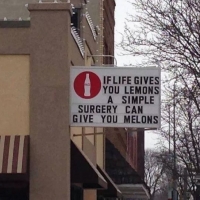 IF LIFE GIVES
YOU LEMONS
A SIMPLE
SURGERY CAN
GIVE YOU MELONS